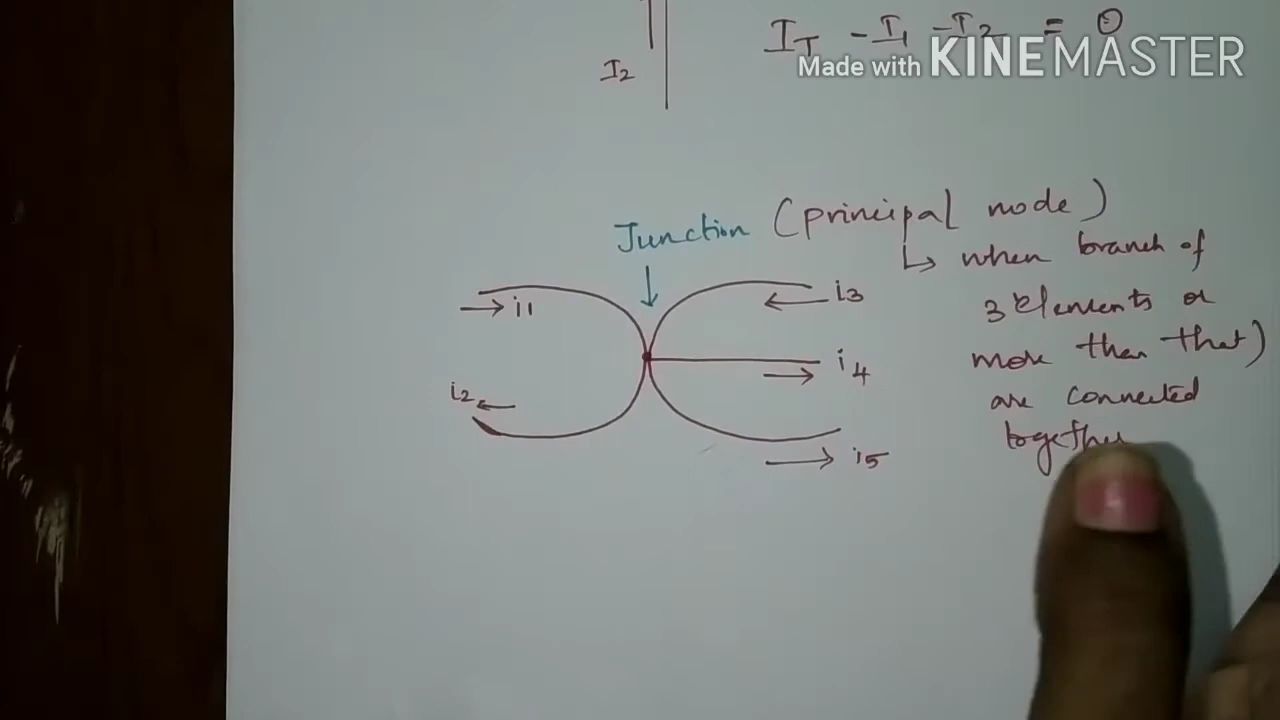 I_T - I_1 - I_2 = 0
I2
Made with KINEMASTER
Junction (principal node)
↳ when branch of
3 elements or
more than that)
are connected
together
i1
i3
i2
i4
i5